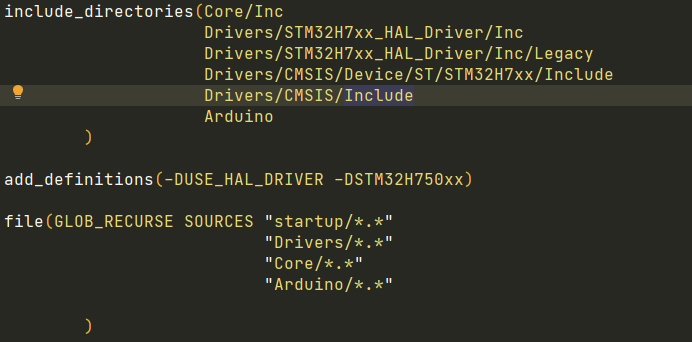 include_directories(Core/Inc
Drivers/STM32H7xx_HAL_Driver/Inc
Drivers/STM32H7xx_HAL_Driver/Inc/Legacy
Drivers/CMSIS/Device/ST/STM32H7xx/Include
Drivers/CMSIS/Include
Arduino
)
add_definitions(-DUSE_HAL_DRIVER -DSTM32H750xx)
file(GLOB_RECURSE SOURCES "startup/*.*"
"Drivers/*.*"
"Core/*.*"
"Arduino/*.*"
)